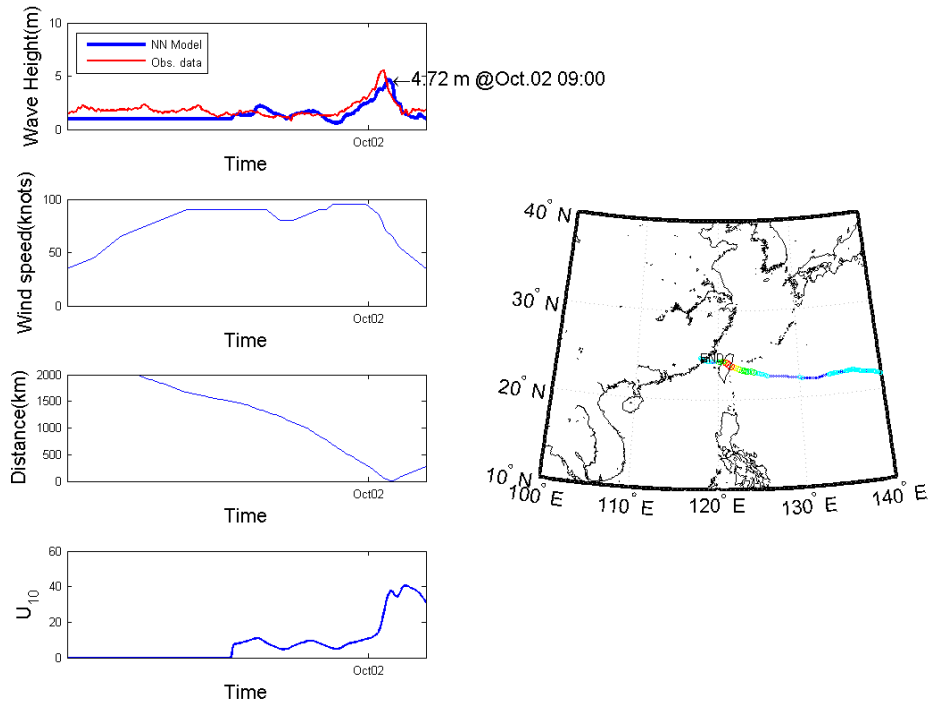 10
5
0
Wave Height(m)
NN Model
Obs. data
←4.72 m @Oct.02 09:00
Oct02
Time
100
50
0
Wind speed(knots)
Oct02
Time
2000
1500
1000
500
0
Distance(km)
Oct02
Time
60
40
20
0
U10
Oct02
Time
40° N
30° N
20° N
10° N
100° E
110° E
120° E
130° E
140° E
END